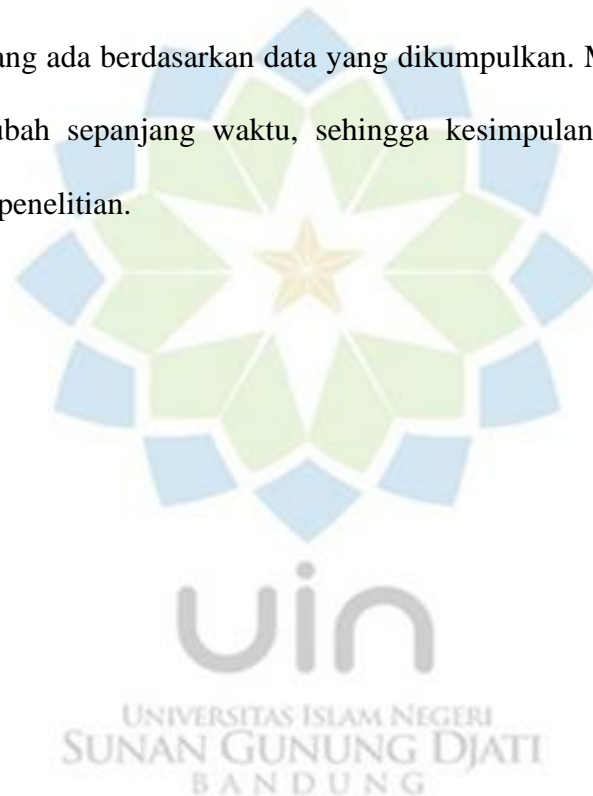 ang ada berdasarkan data yang dikumpulkan. M
ubah sepanjang waktu, sehingga kesimpulan
penelitian.
uin
UNIVERSITAS ISLAM NEGERI
SUNAN GUNUNG DJATI
BANDUNG